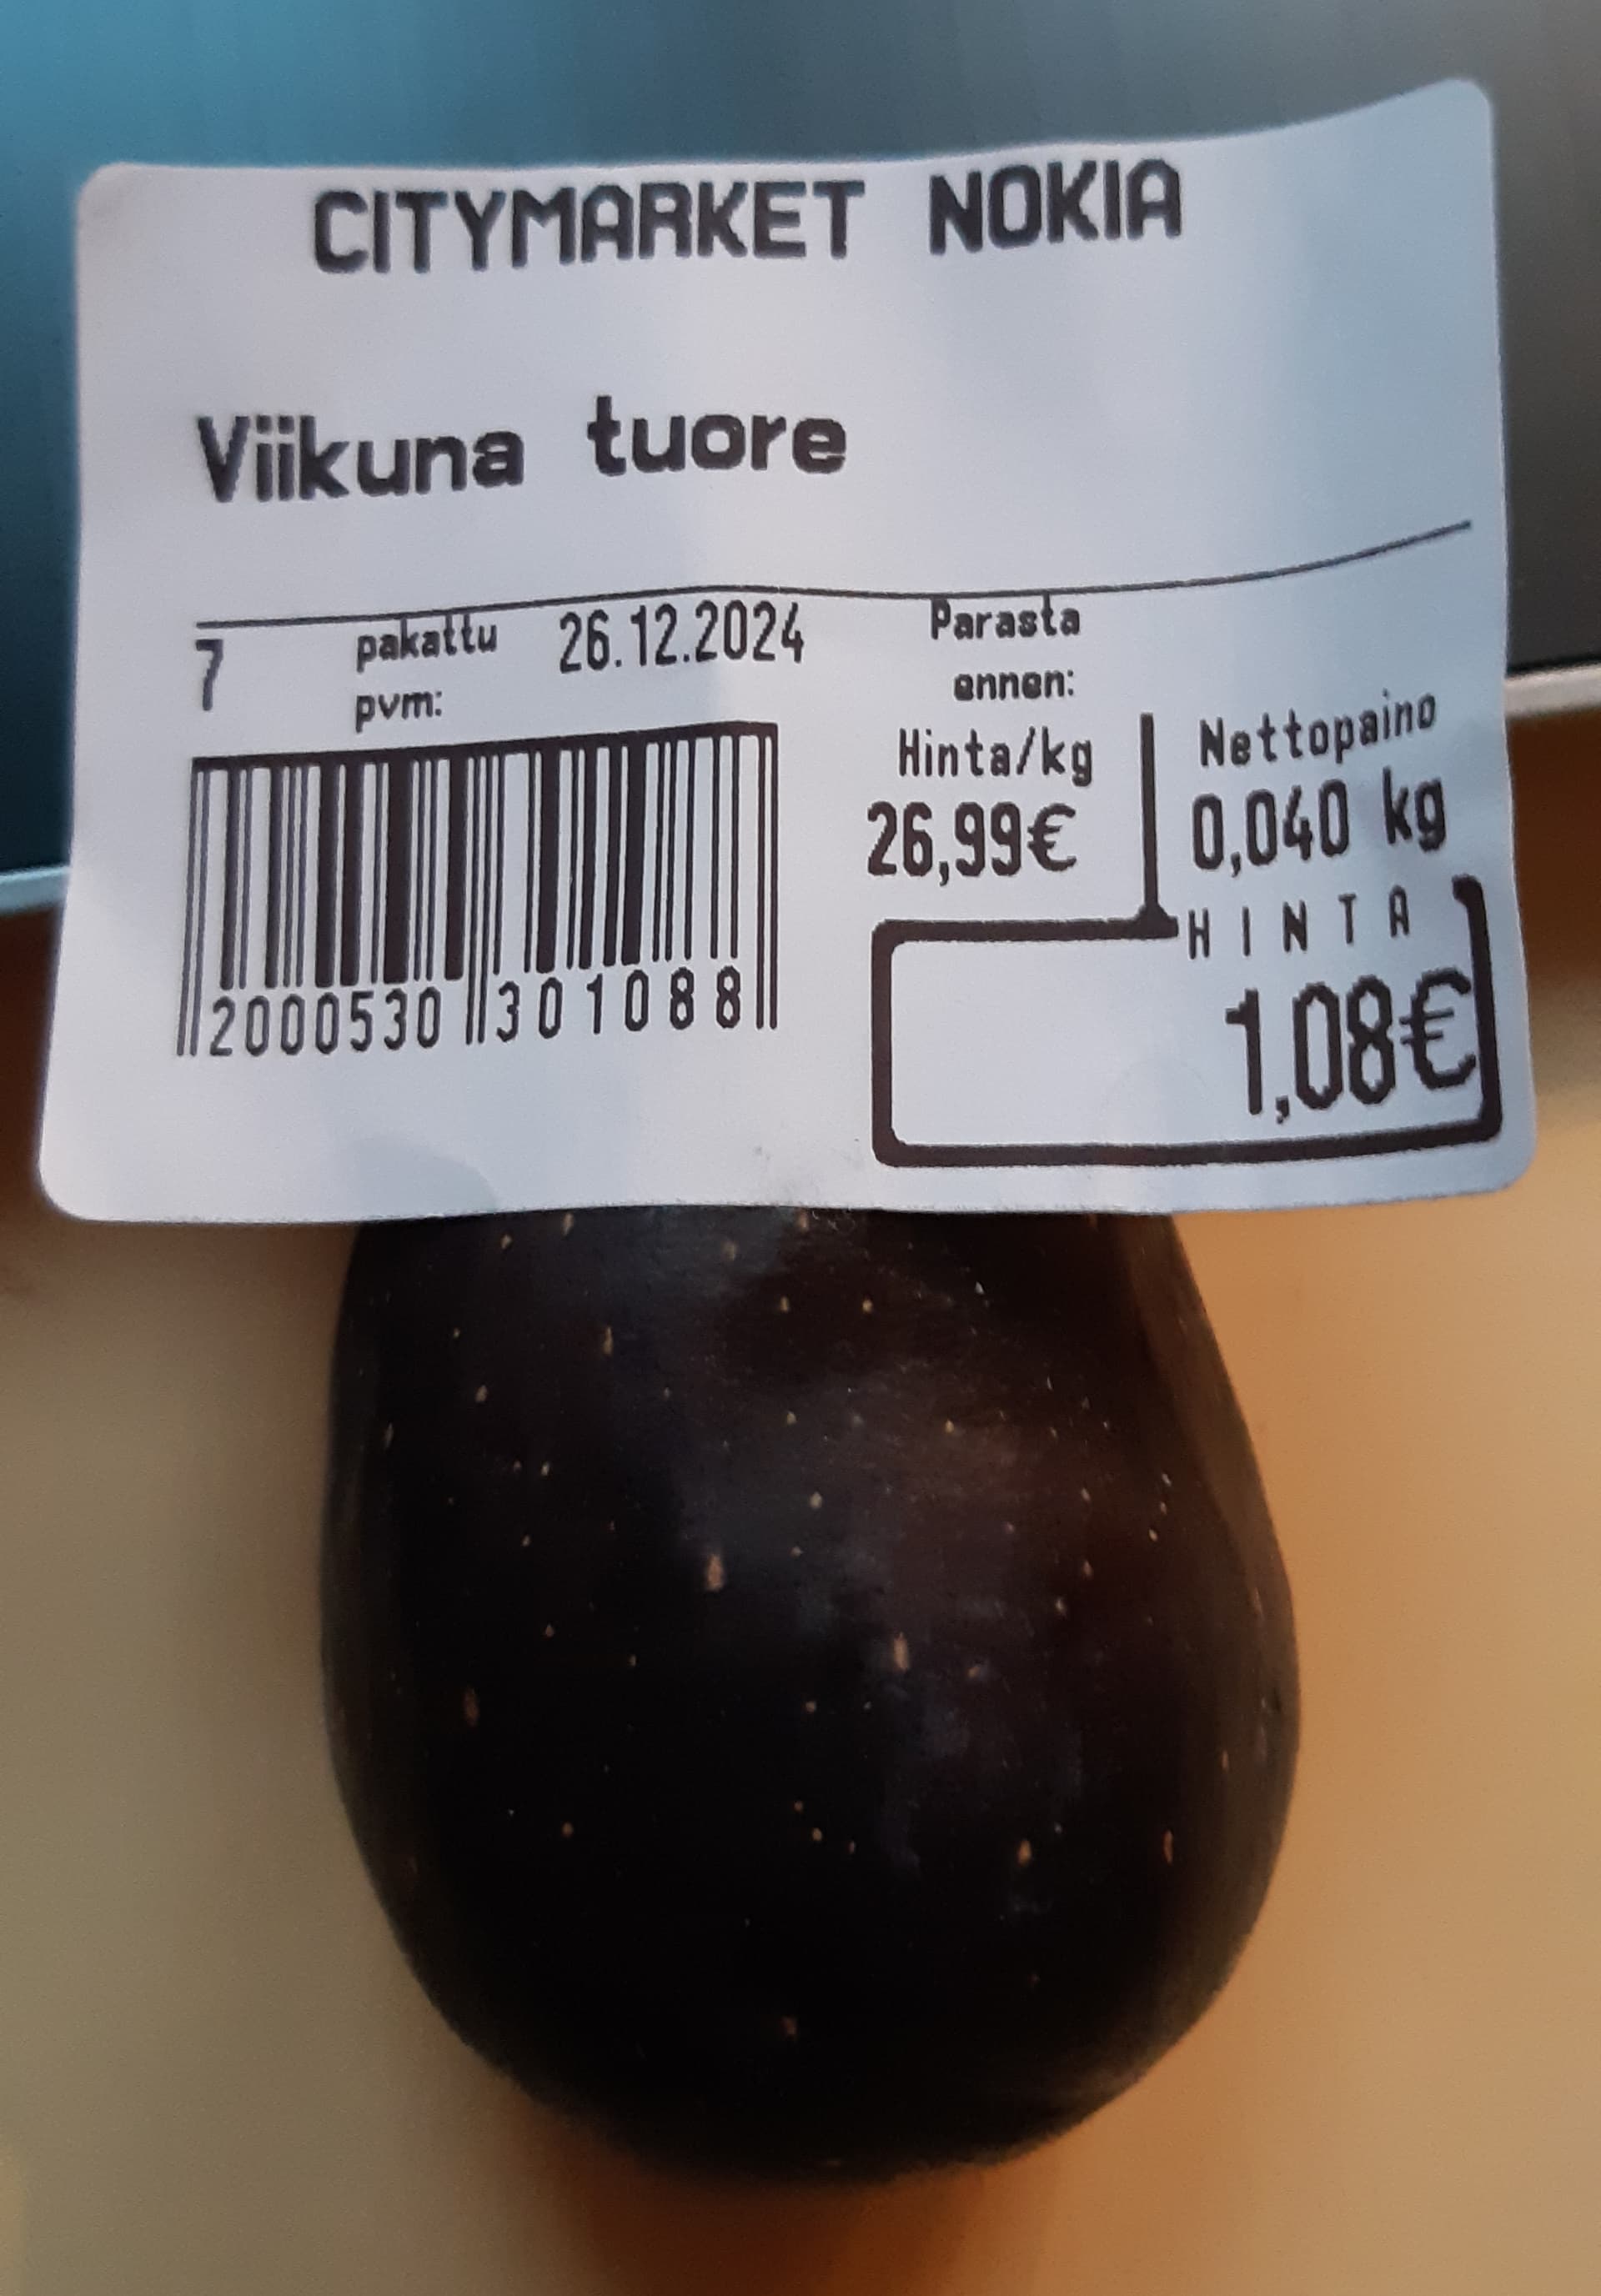 CITYMARKET NOKIA
Viikuna tuore
7 pakattu pvm: 26.12.2024
Parasta ennen:
Hinta/kg
26,99€
Nettopaino
0,040 kg
HINTA
1,08€
2000530 301088